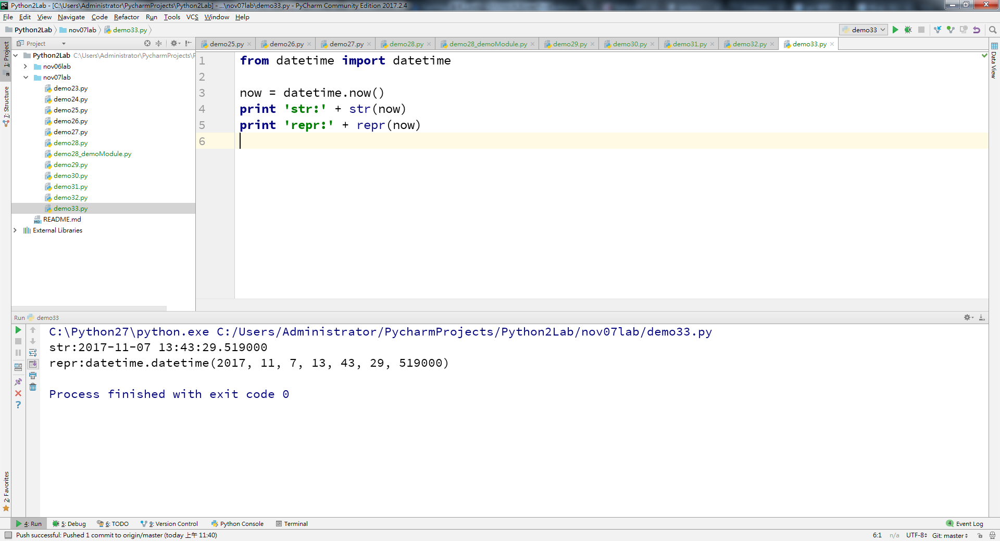 Python2Lab - [C:\Users\Administrator\PycharmProjects\Python2Lab] - ...\nov07lab\demo33.py - PyCharm Community Edition 2017.2.4
File Edit View Navigate Code Refactor Run Tools VCS Window Help
Python2Lab nov07lab demo33.py demo33
Project
demo25.py demo26.py demo27.py demo28.py demo28_demoModule.py demo29.py demo30.py demo31.py demo32.py demo33.py
1: Project
7: Structure
2: Favorites
Data View
Python2Lab C:\Users\Administrator\PycharmProjects\P
nov06lab
nov07lab
demo23.py
demo24.py
demo25.py
demo26.py
demo27.py
demo28.py
demo28_demoModule.py
demo29.py
demo30.py
demo31.py
demo32.py
demo33.py
README.md
External Libraries
1 from datetime import datetime
2
3 now = datetime.now()
4 print 'str:' + str(now)
5 print 'repr:' + repr(now)
6
Run demo33
C:\Python27\python.exe C:/Users/Administrator/PycharmProjects/Python2Lab/nov07lab/demo33.py
str:2017-11-07 13:43:29.519000
repr:datetime.datetime(2017, 11, 7, 13, 43, 29, 519000)
Process finished with exit code 0
4: Run 5: Debug 6: TODO 9: Version Control Python Console Terminal 4 Event Log
Push successful: Pushed 1 commit to origin/master (today 上午 11:40) 6:1 n/a UTF-8 Git: master